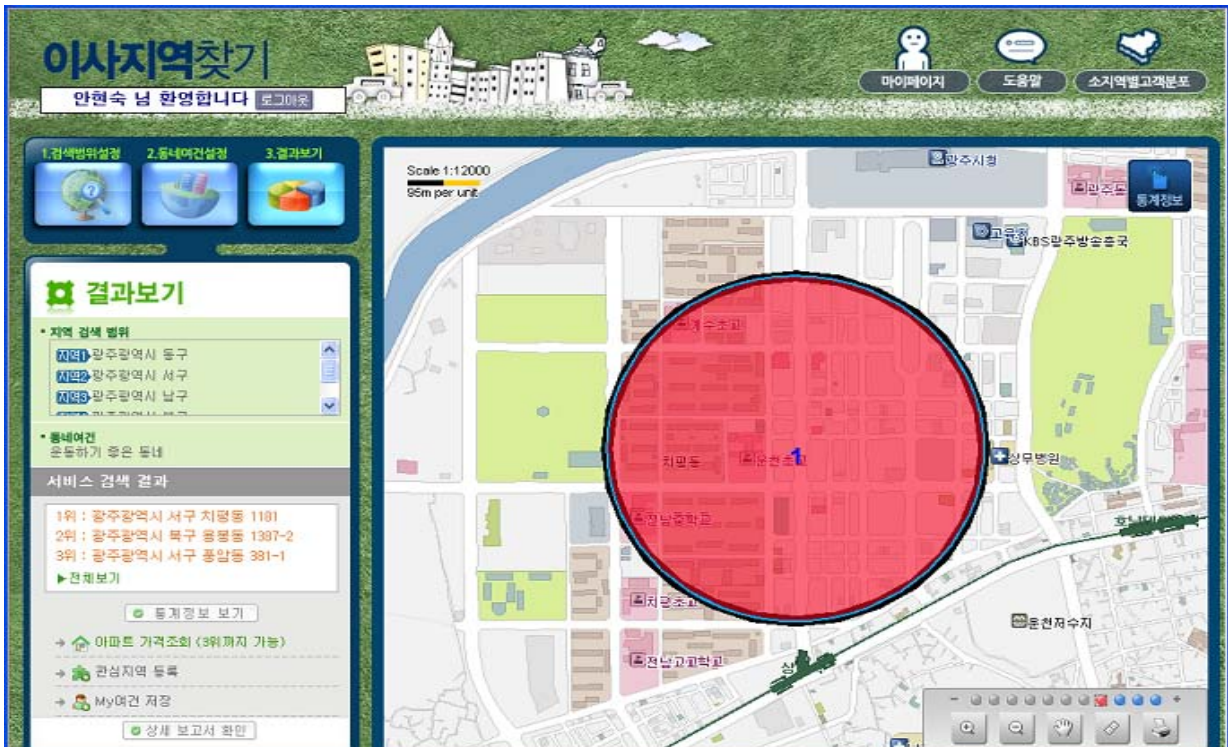 이사지역찾기
안현숙 님 환영합니다 로그아웃
마이페이지
도움말
소지역별고객분포
1.검색범위설정
2.동네여건설정
3.결과보기
결과보기
• 지역 검색 범위
지역1 광주광역시 동구
지역2 광주광역시 서구
지역3 광주광역시 남구
• 동네여건
운동하기 좋은 동네
서비스 검색 결과
1위 : 광주광역시 서구 치평동 1181
2위 : 광주광역시 북구 용봉동 1387-2
3위 : 광주광역시 서구 풍암동 381-1
▶전체보기
통계정보 보기
아파트 가격조회 (3위까지 가능)
관심지역 등록
My여건 저장
상세 보고서 확인
Scale 1:12000
95m per unit
광주시청
통계정보
KBS광주방송총국
치평동
운천초교
1
상무병원
전남중학교
치평초교
운천저수지
전남고교학교